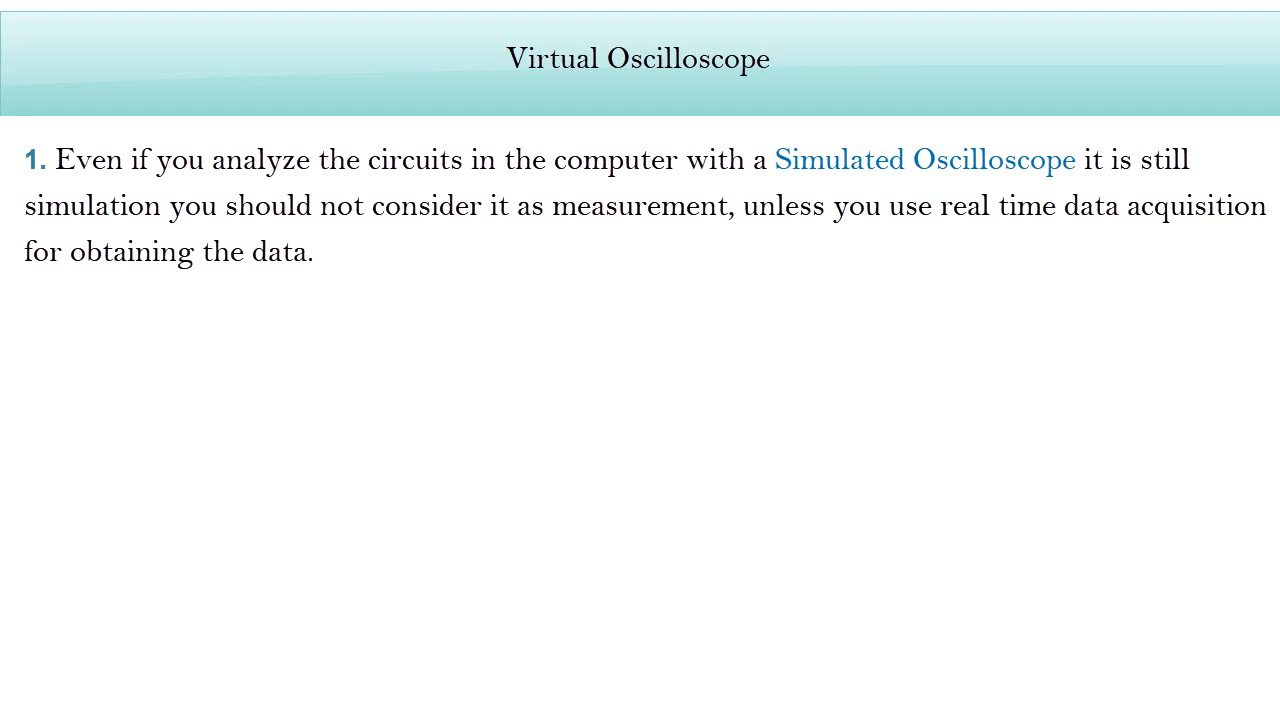 Virtual Oscilloscope
1. Even if you analyze the circuits in the computer with a Simulated Oscilloscope it is still
simulation you should not consider it as measurement, unless you use real time data acquisition
for obtaining the data.